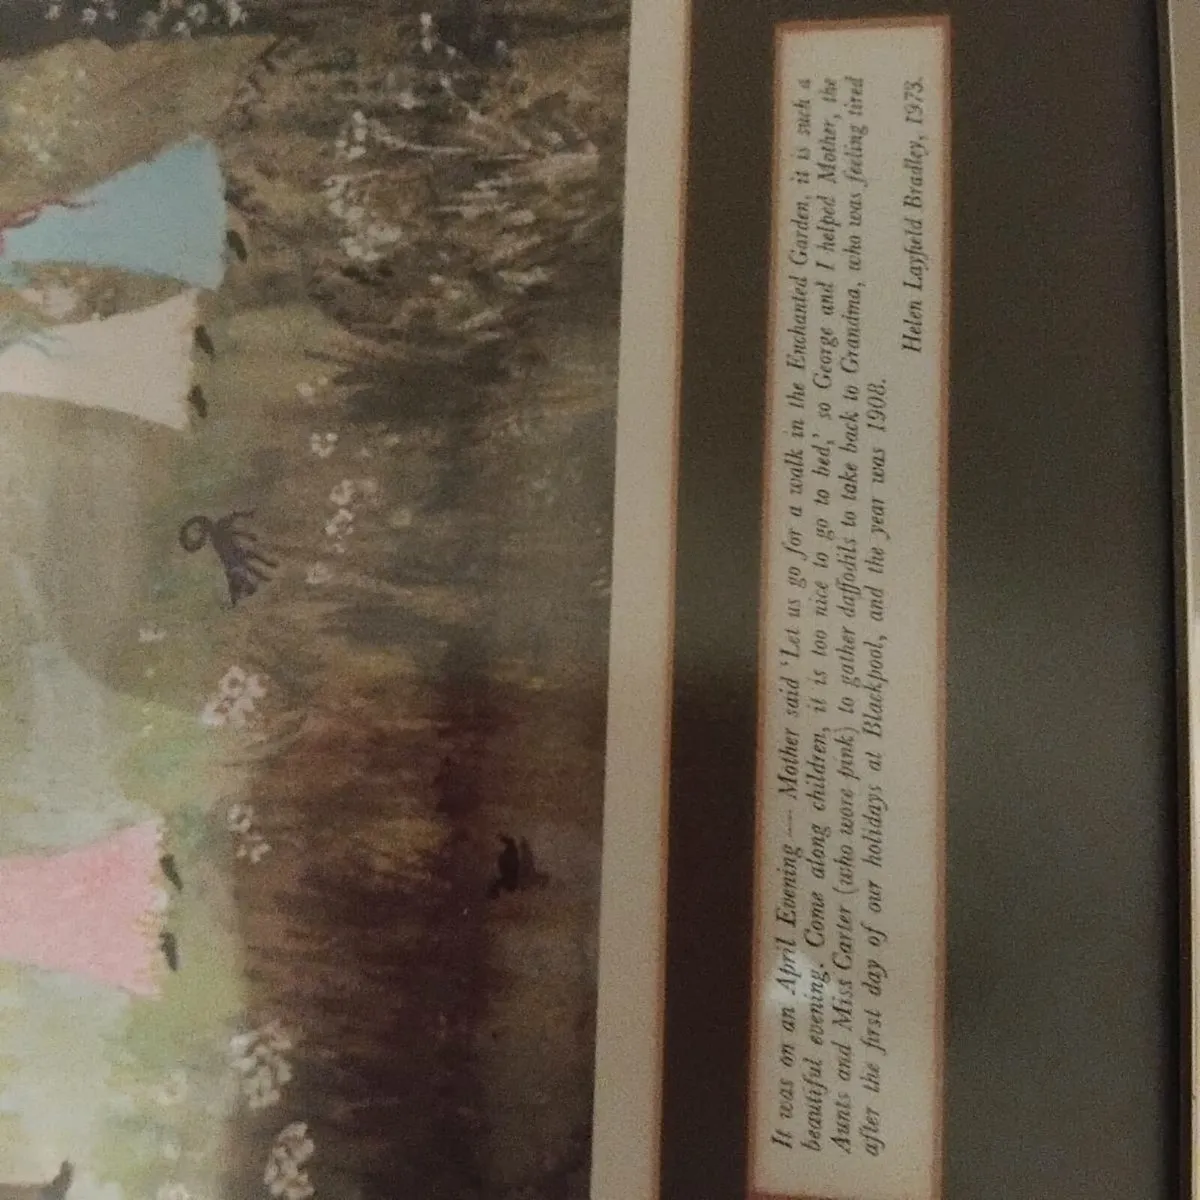 It was on an April Evening — Mother said 'Let us go for a walk in the Enchanted Garden, it is such a
beautiful evening. Come along children, it is too nice to go to bed,' so George and I helped Mother, the
Aunts and Miss Carter (who wore pink) to gather daffodils to take back to Grandma, who was feeling tired
after the first day of our holidays at Blackpool, and the year was 1908.
Helen Layfield Bradley, 1973.